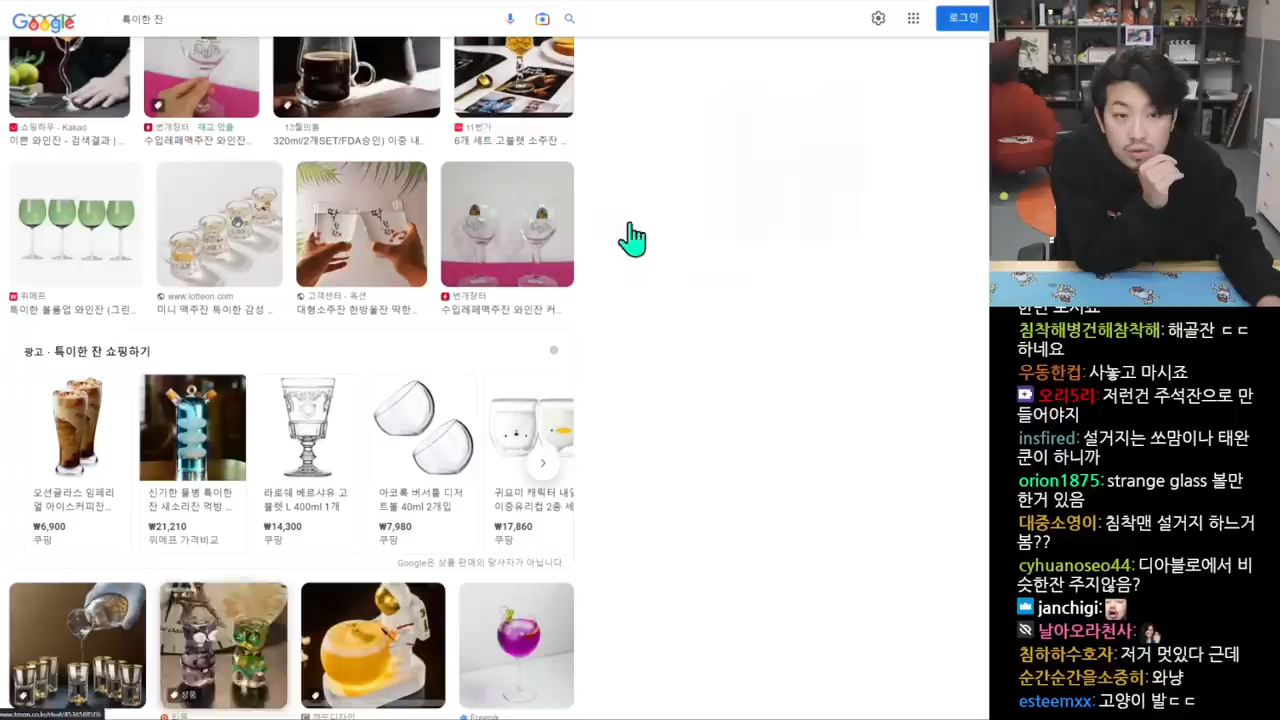 Google
특이한 잔
로그인
쇼핑하우 - Kakao
이쁜 와인잔 - 검색결과 | ..
번개장터 재고 있음
수입레페맥주잔 와인잔...
13월의통
320ml/2개SET/FDA승인) 이중 내...
11번가
6개 세트 고블렛 소주잔 ...
위메프
특이한 볼륨업 와인잔 (그린...
www.lotteon.com
미니 맥주잔 특이한 감성 ...
고객센터 - 옥션
대형소주잔 한방울잔 딱한...
번개장터
수입레페맥주잔 와인잔 커...
광고 · 특이한 잔 쇼핑하기
오션글라스 임페리얼 아이스커피잔...
₩6,900
쿠팡
신기한 물병 특이한 잔 새소리잔 먹방 ...
₩21,210
위메프 가격비교
라로쉐 베르사유 고블렛 L 400ml 1개
₩14,300
쿠팡
아코록 버서틀 디저트볼 40ml 2개입
₩7,980
쿠팡
귀요미 캐릭터 내열 이중유리컵 2종 세
₩17,860
쿠팡
Google은 상품 판매의 당사자가 아닙니다
상품
티몬
까르디자인
Freepik
침착해병건해참착해: 해골잔 ㄷㄷ
하네요
우동한컵: 사놓고 마시죠
오리5리: 저런건 주석잔으로 만
들어야지
insfired: 설거지는 쏘맘이나 태완
쿤이 하니까
orion1875: strange glass 볼만
한거 있음
대중소영이: 침착맨 설거지 하느거
봄??
cyhuanoseo44: 디아블로에서 비
슷한잔 주지않음?
janchigi:
날아오라천사:
침하하수호자: 저거 멋있다 근데
순간순간을소중히: 와냥
esteemxx: 고양이 발ㄷㄷ